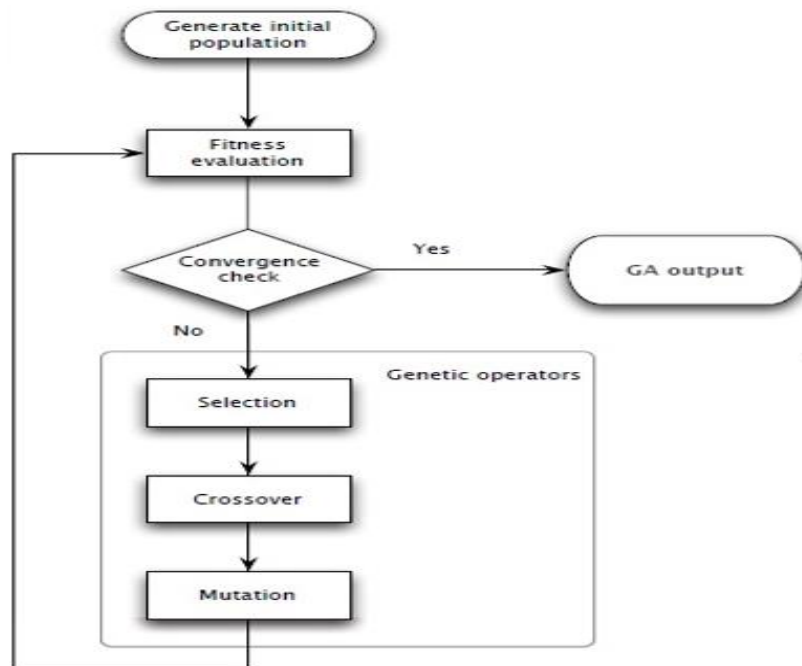 Generate initial
population
Fitness
evaluation
Convergence
check
Yes
GA output
No
Genetic operators
Selection
Crossover
Mutation